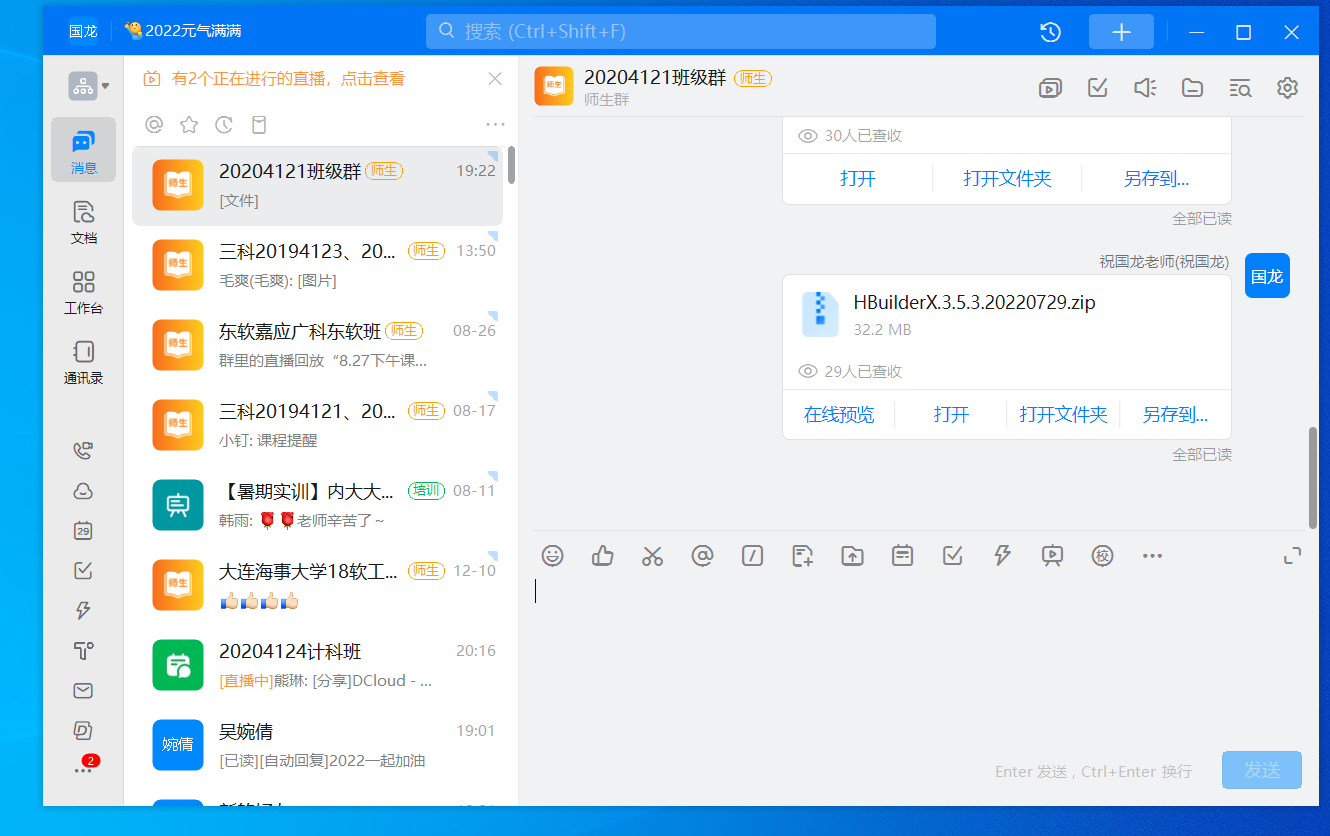 国龙
2022元气满满
搜索 (Ctrl+Shift+F)
消息
文档
工作台
通讯录
29
2
有2个正在进行的直播，点击查看
师生
20204121班级群
师生
19:22
[文件]
师生
三科20194123、20...
师生
13:50
毛爽(毛爽): [图片]
师生
东软嘉应广科东软班
师生
08-26
群里的直播回放“8.27下午课...
师生
三科20194121、20...
师生
08-17
小钉: 课程提醒
【暑期实训】内大大...
培训
08-11
韩雨: 🌹🌹老师辛苦了～
师生
大连海事大学18软工...
师生
12-10
20204124计科班
20:16
[直播中]熊琳: [分享]DCloud - ...
婉倩
吴婉倩
19:01
[已读][自动回复]2022一起加油
师生
20204121班级群
师生
师生群
30人已查收
打开
打开文件夹
另存到...
全部已读
祝国龙老师(祝国龙)
国龙
HBuilderX.3.5.3.20220729.zip
32.2 MB
29人已查收
在线预览
打开
打开文件夹
另存到...
全部已读
校
Enter 发送 , Ctrl+Enter 换行
发送